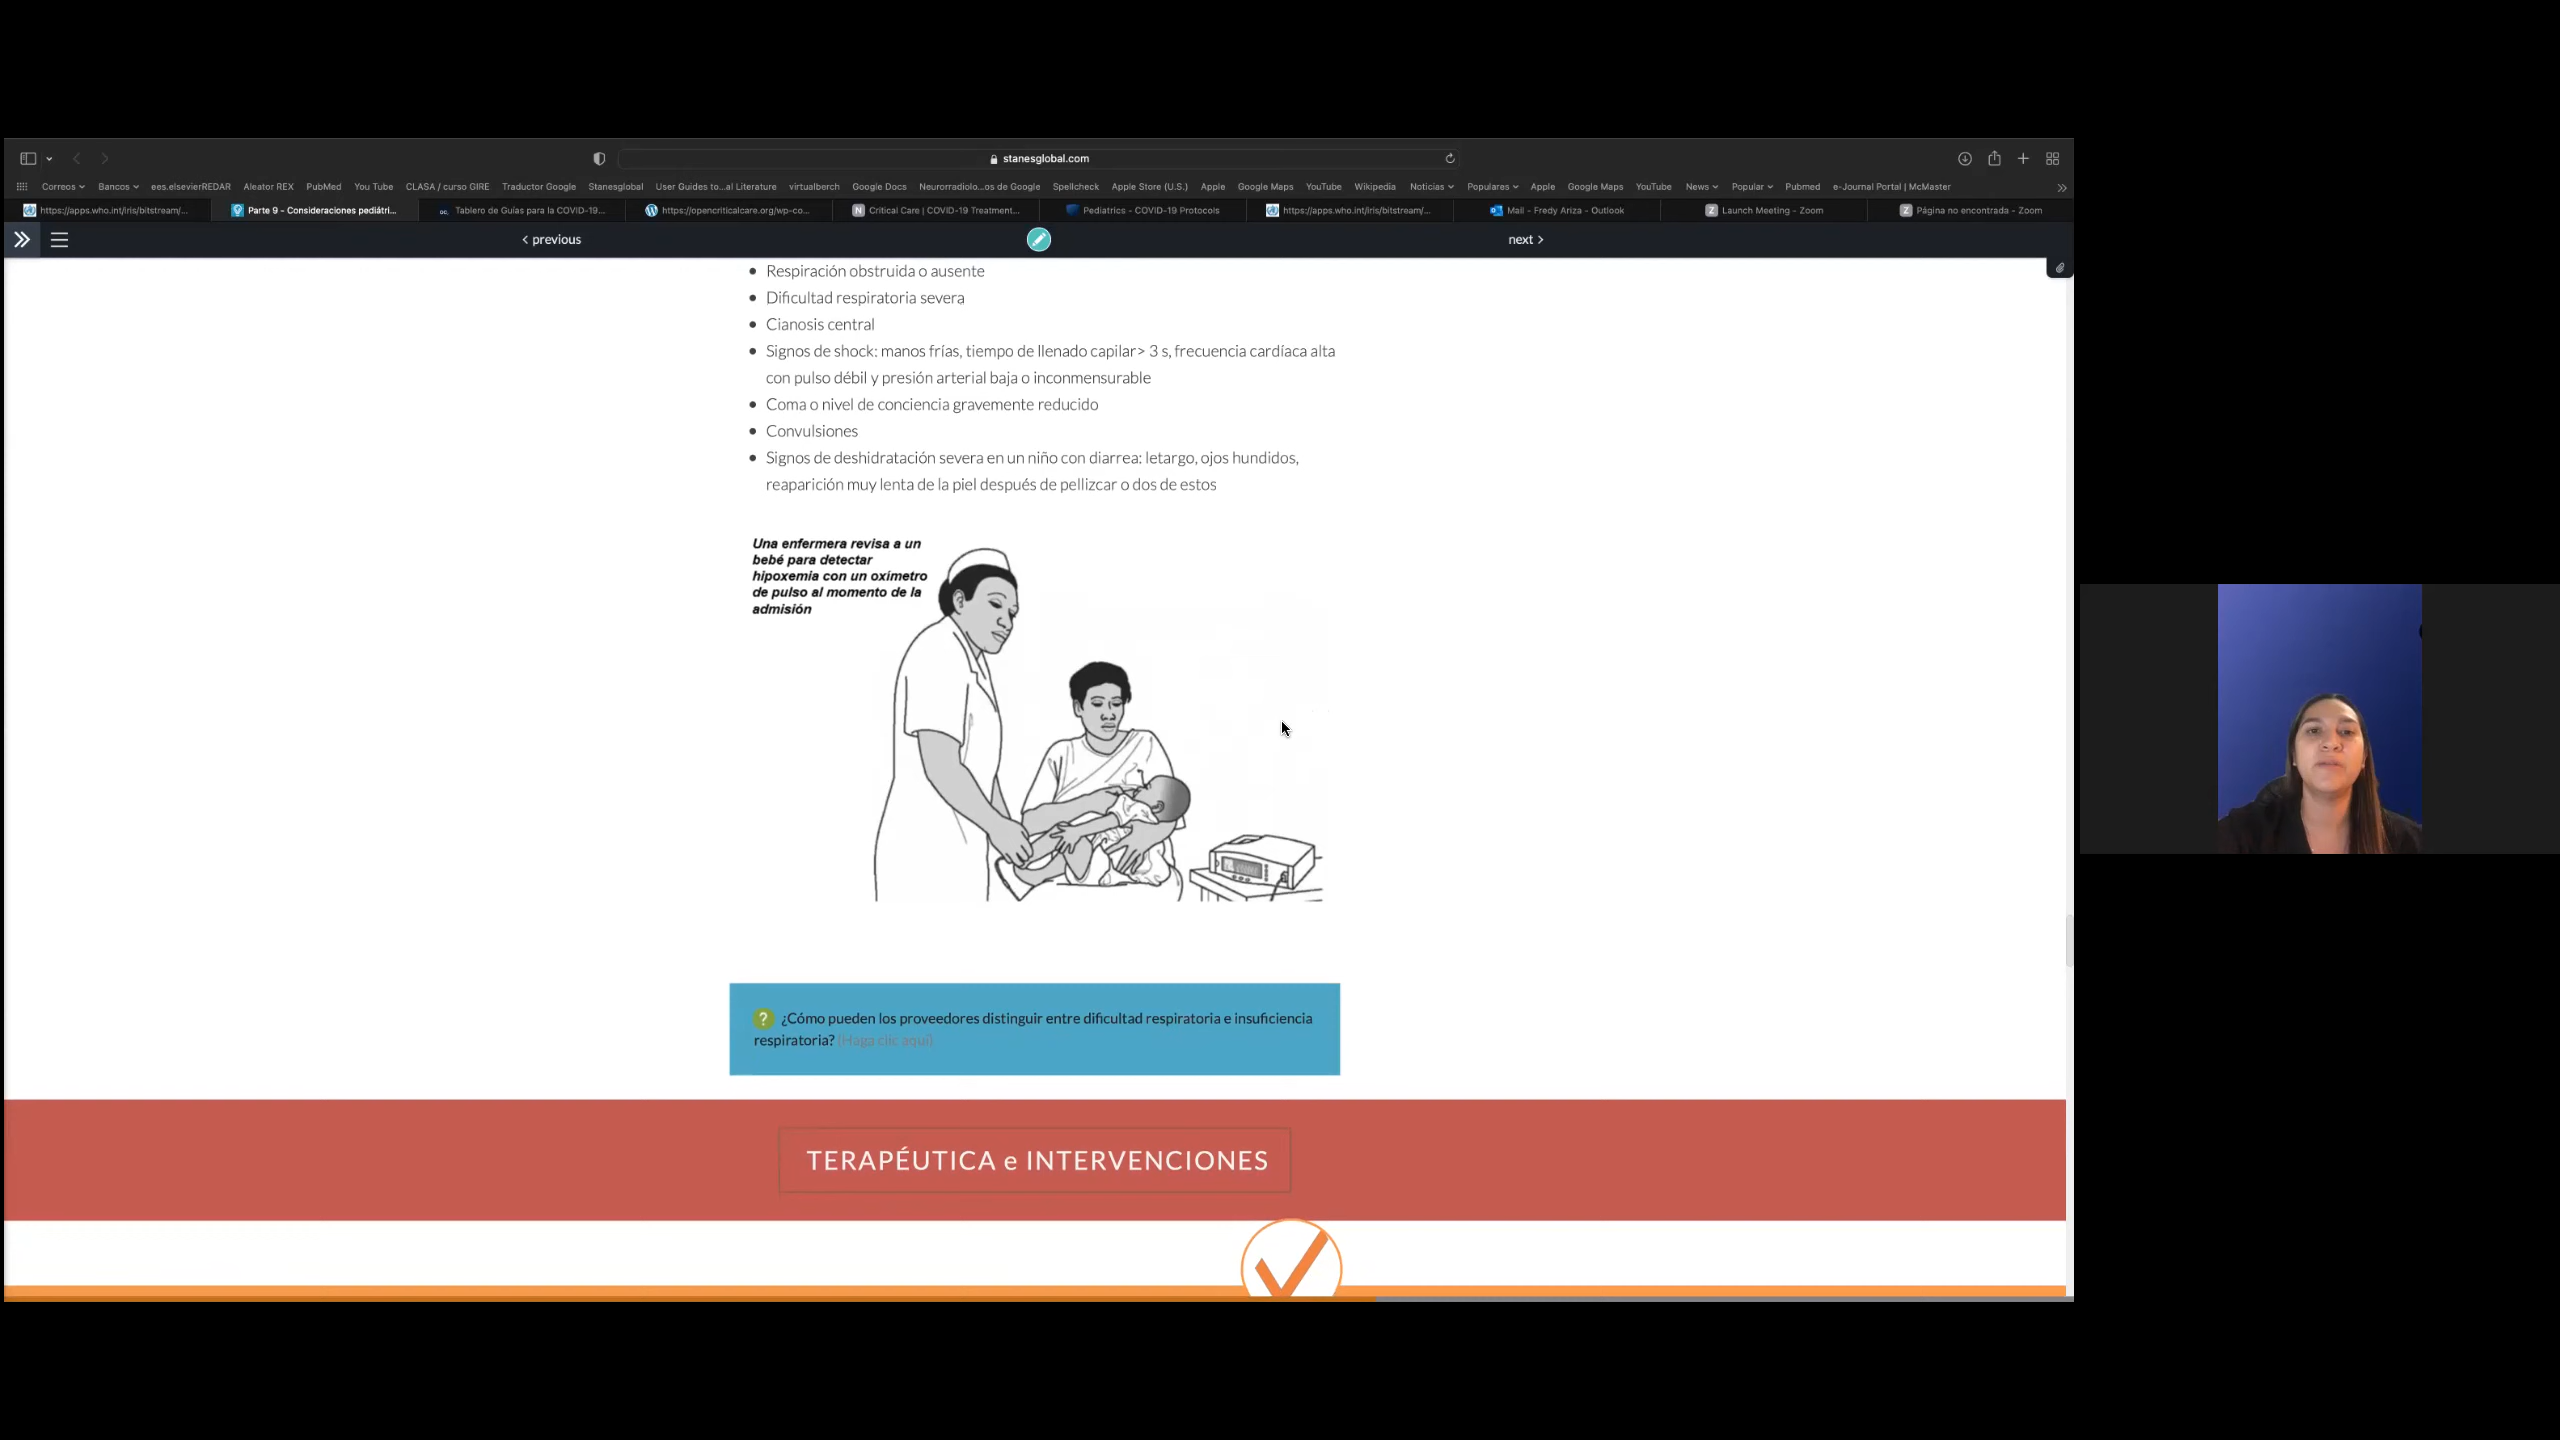 stanesglobal.com
Correos Bancos ees.elsevierREDAR Aleator REX PubMed You Tube CLASA / curso GIRE Traductor Google Stanesglobal User Guides to...al Literature virtualberch Google Docs Neurorradiolo...os de Google Spellcheck Apple Store (U.S.) Apple Google Maps YouTube Wikipedia Noticias Populares Apple Google Maps YouTube News Popular Pubmed e-Journal Portal | McMaster
https://apps.who.int/iris/bitstream/... Parte 9 - Consideraciones pediátri... OC, Tablero de Guías para la COVID-19... https://opencriticalcare.org/wp-co... N Critical Care | COVID-19 Treatment... Pediatrics - COVID-19 Protocols https://apps.who.int/iris/bitstream/... Mail - Fredy Ariza - Outlook Z Launch Meeting - Zoom Z Página no encontrada - Zoom
< previous next >
• Respiración obstruida o ausente
• Dificultad respiratoria severa
• Cianosis central
• Signos de shock: manos frías, tiempo de llenado capilar> 3 s, frecuencia cardíaca alta
con pulso débil y presión arterial baja o inconmensurable
• Coma o nivel de conciencia gravemente reducido
• Convulsiones
• Signos de deshidratación severa en un niño con diarrea: letargo, ojos hundidos,
reaparición muy lenta de la piel después de pellizcar o dos de estos
Una enfermera revisa a un
bebé para detectar
hipoxemia con un oxímetro
de pulso al momento de la
admisión
? ¿Cómo pueden los proveedores distinguir entre dificultad respiratoria e insuficiencia
respiratoria? (Haga clic aquí)
TERAPÉUTICA e INTERVENCIONES